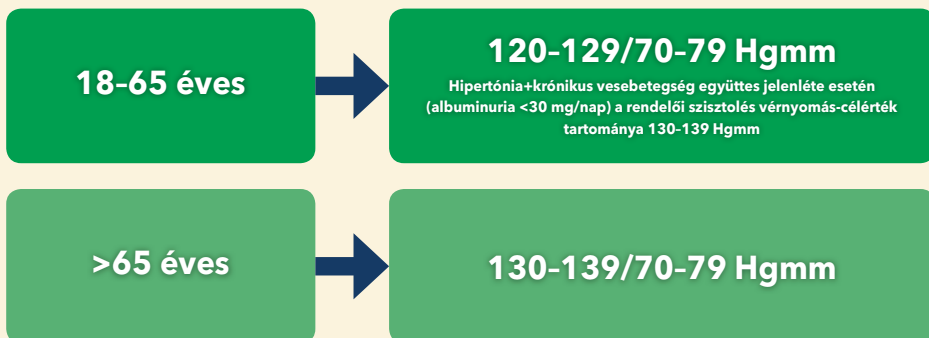 18–65 éves
120–129/70–79 Hgmm
Hipertónia+krónikus vesebetegség együttes jelenléte esetén
(albuminuria <30 mg/nap) a rendelői szisztolés vérnyomás-célérték
tartománya 130–139 Hgmm
>65 éves
130–139/70–79 Hgmm